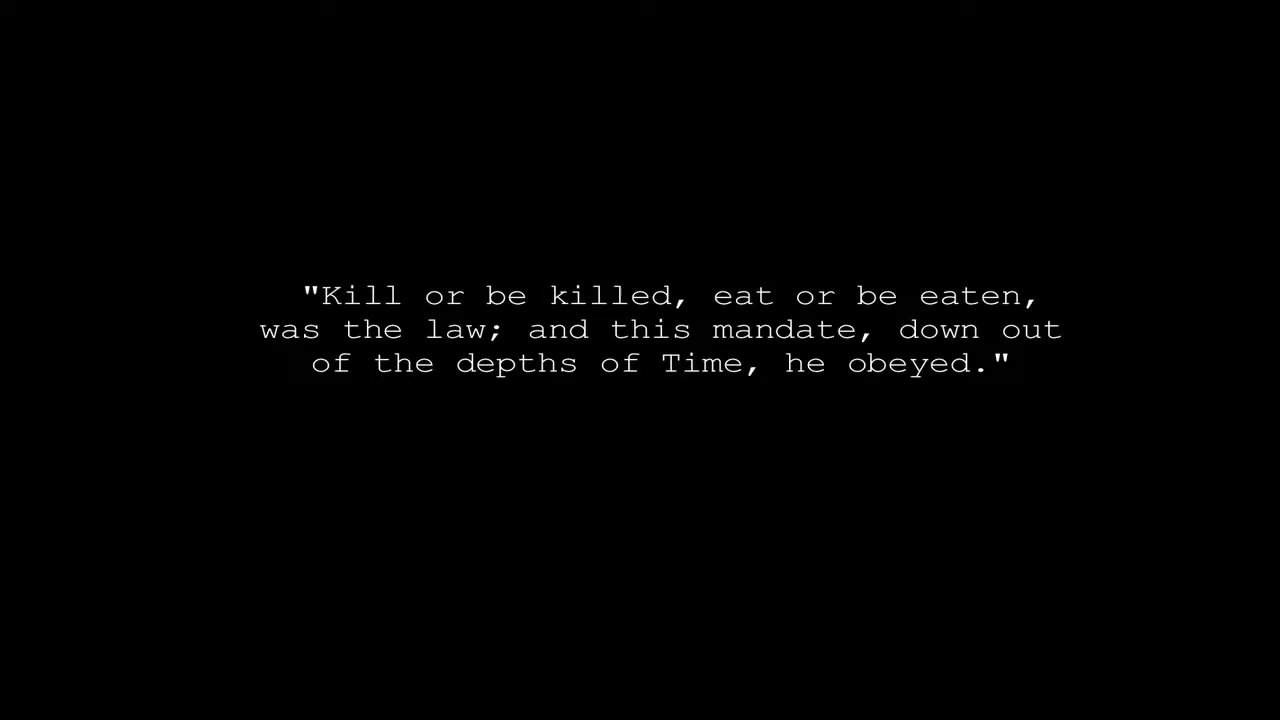 "Kill or be killed, eat or be eaten,
was the law; and this mandate, down out
of the depths of Time, he obeyed."